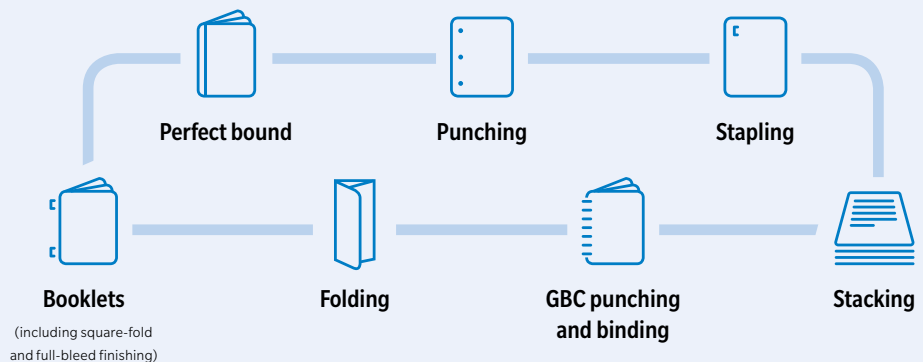 Perfect bound
Punching
Stapling
Booklets
(including square-fold
and full-bleed finishing)
Folding
GBC punching
and binding
Stacking